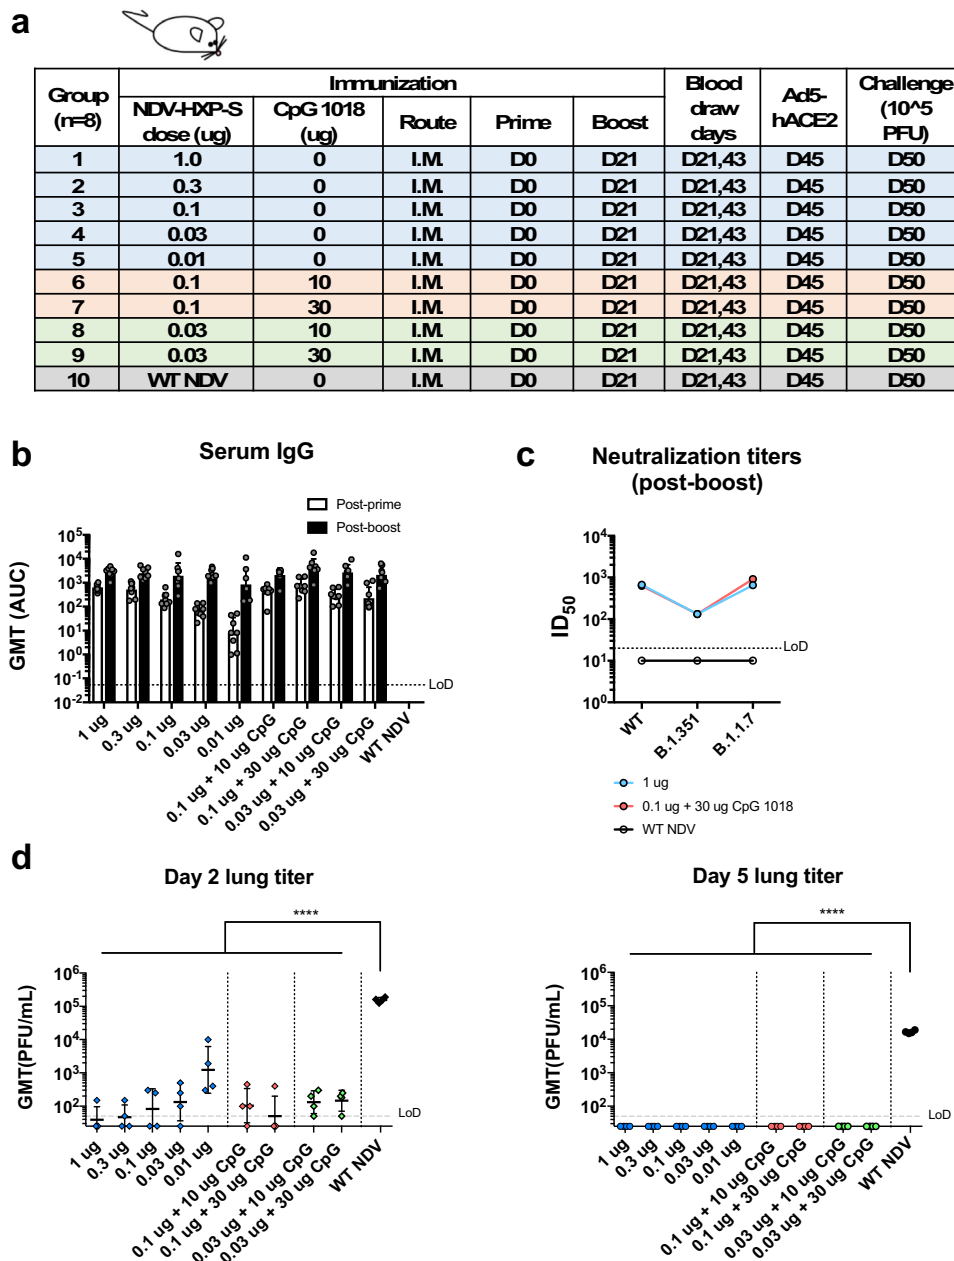 a
Group (n=8) Immunization Blood draw days Ad5-hACE2 Challenge (10^5 PFU)
NDV-HXP-S dose (ug) CpG 1018 (ug) Route Prime Boost
1 1.0 0 I.M. D0 D21 D21,43 D45 D50
2 0.3 0 I.M. D0 D21 D21,43 D45 D50
3 0.1 0 I.M. D0 D21 D21,43 D45 D50
4 0.03 0 I.M. D0 D21 D21,43 D45 D50
5 0.01 0 I.M. D0 D21 D21,43 D45 D50
6 0.1 10 I.M. D0 D21 D21,43 D45 D50
7 0.1 30 I.M. D0 D21 D21,43 D45 D50
8 0.03 10 I.M. D0 D21 D21,43 D45 D50
9 0.03 30 I.M. D0 D21 D21,43 D45 D50
10 WT NDV 0 I.M. D0 D21 D21,43 D45 D50
b
Serum IgG
Post-prime
Post-boost
GMT (AUC)
10^5
10^4
10^3
10^2
10^1
10^0
10^-1
10^-2
LoD
1 ug
0.3 ug
0.1 ug
0.03 ug
0.01 ug
0.1 ug + 10 ug CpG
0.1 ug + 30 ug CpG
0.03 ug + 10 ug CpG
0.03 ug + 30 ug CpG
WT NDV
c
Neutralization titers
(post-boost)
ID50
10^4
10^3
10^2
10^1
10^0
LoD
WT
B.1.351
B.1.1.7
1 ug
0.1 ug + 30 ug CpG 1018
WT NDV
d
Day 2 lung titer
****
GMT(PFU/mL)
10^6
10^5
10^4
10^3
10^2
LoD
1 ug
0.3 ug
0.1 ug
0.03 ug
0.01 ug
0.1 ug + 10 ug CpG
0.1 ug + 30 ug CpG
0.03 ug + 10 ug CpG
0.03 ug + 30 ug CpG
WT NDV
Day 5 lung titer
****
GMT(PFU/mL)
10^6
10^5
10^4
10^3
10^2
LoD
1 ug
0.3 ug
0.1 ug
0.03 ug
0.01 ug
0.1 ug + 10 ug CpG
0.1 ug + 30 ug CpG
0.03 ug + 10 ug CpG
0.03 ug + 30 ug CpG
WT NDV